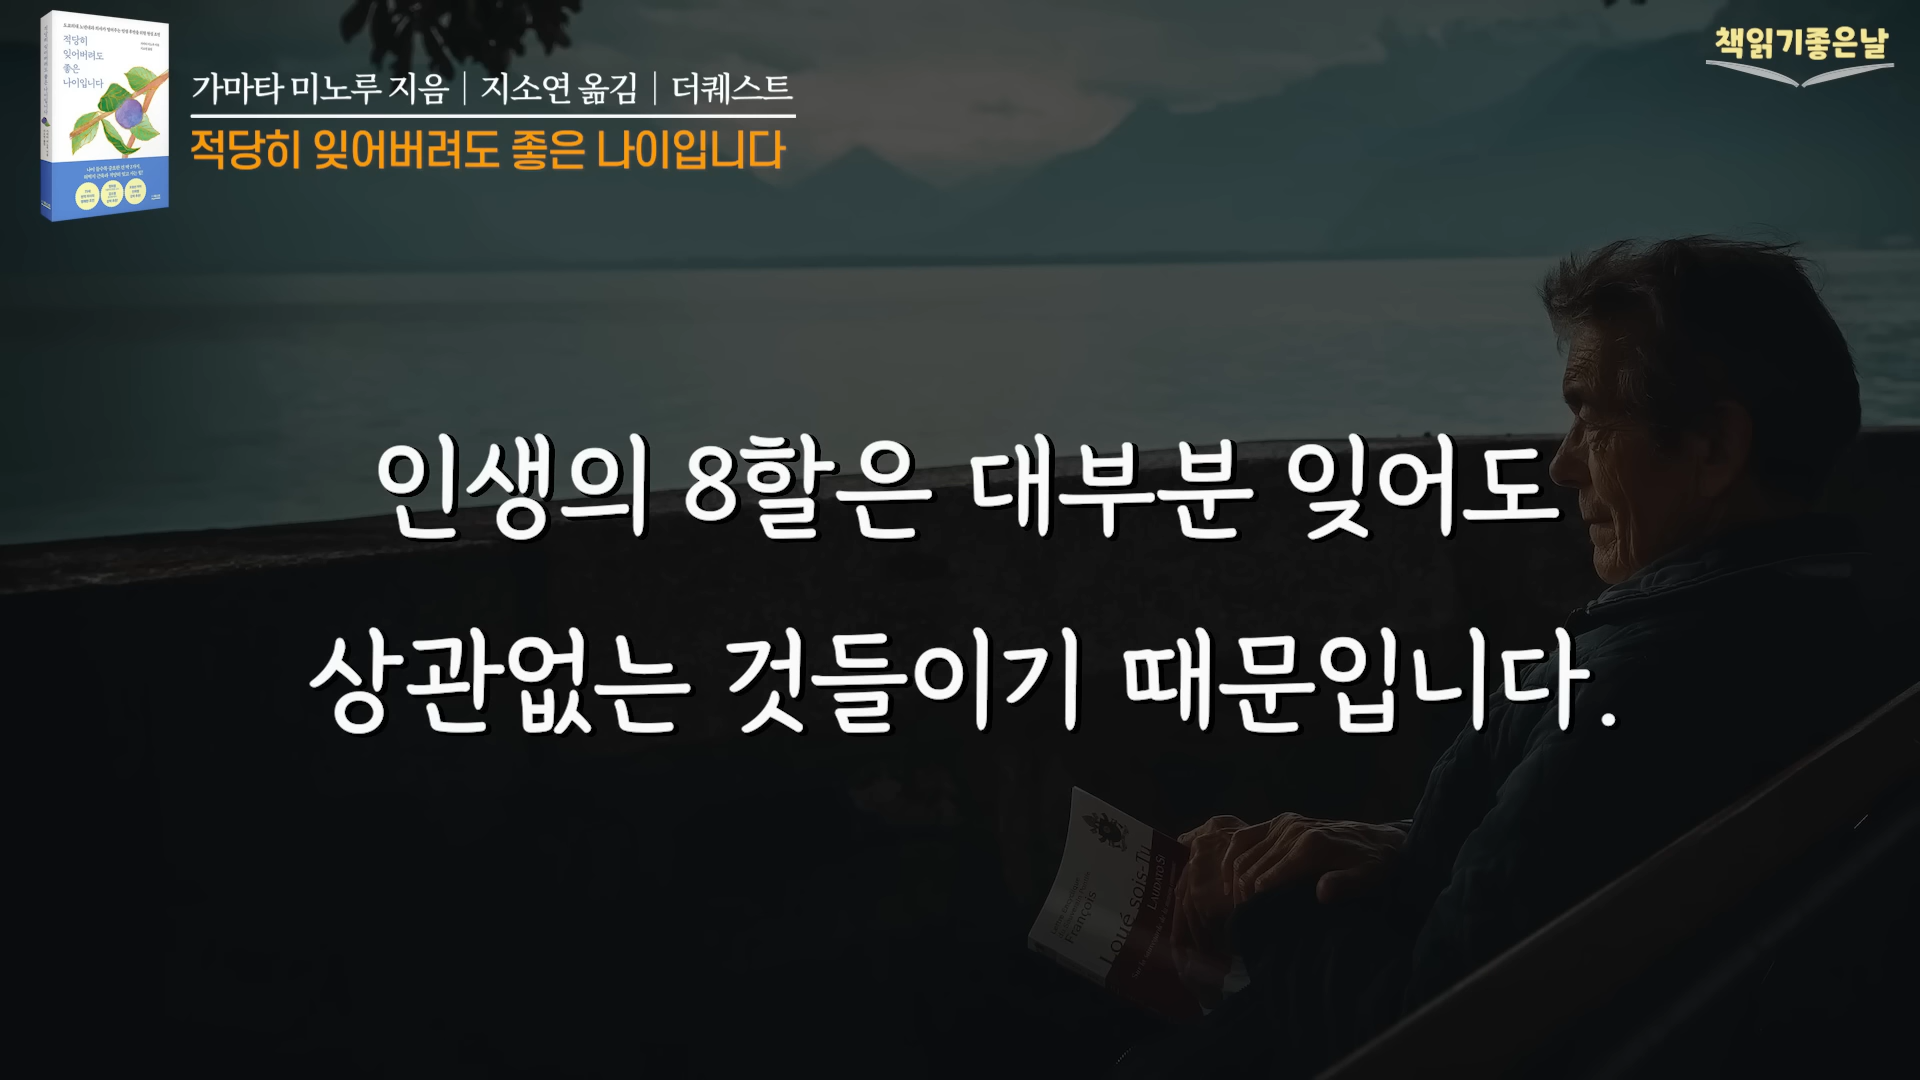 적당히
잊어버려도
좋은
나이입니다
가마타 미노루 지음 | 지소연 옮김 | 더퀘스트
적당히 잊어버려도 좋은 나이입니다
책읽기좋은날
인생의 8할은 대부분 잊어도
상관없는 것들이기 때문입니다.
François
Loué sois-Tu
LAUDATO SI'